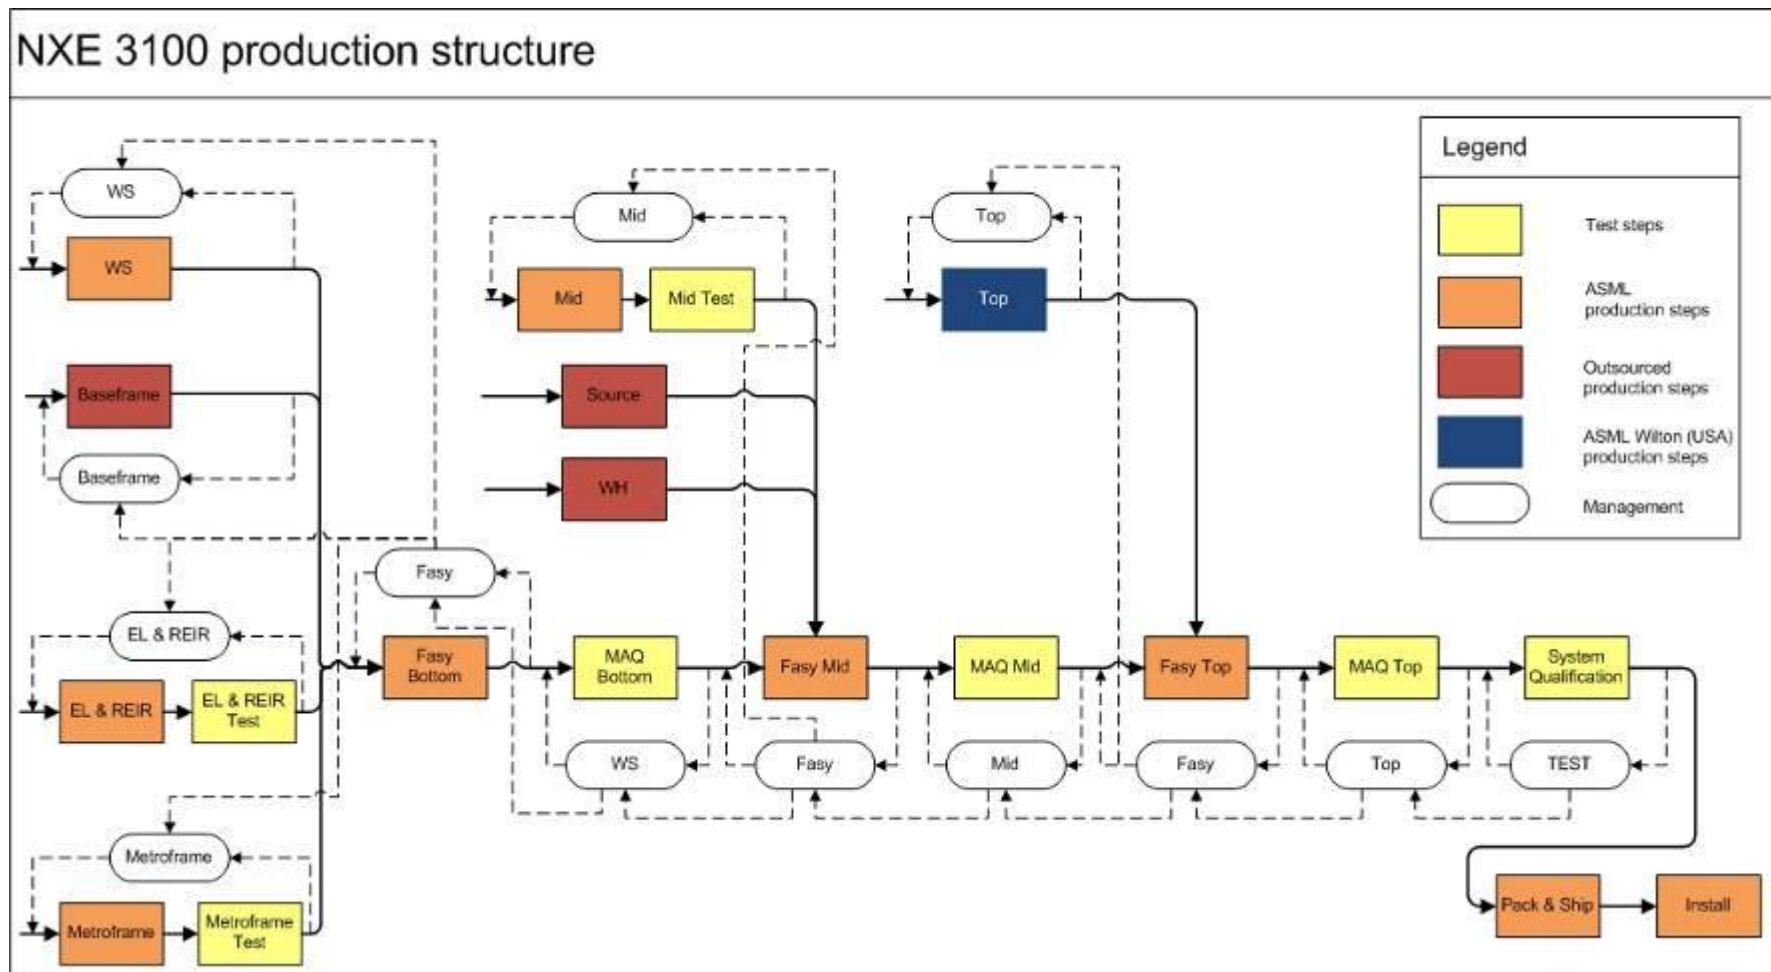 NXE 3100 production structure
Legend
Test steps
ASML
production steps
Outsourced
production steps
ASML Wilton (USA)
production steps
Management
WS
WS
Baseframe
Baseframe
EL & REIR
EL & REIR
EL & REIR
Test
Metroframe
Metroframe
Metroframe
Test
Mid
Mid
Mid Test
Source
WH
Top
Top
Fasy
Fasy
Bottom
MAQ
Bottom
Fasy Mid
MAQ Mid
Fasy Top
MAQ Top
System
Qualification
WS
Fasy
Mid
Fasy
Top
TEST
Pack & Ship
Install